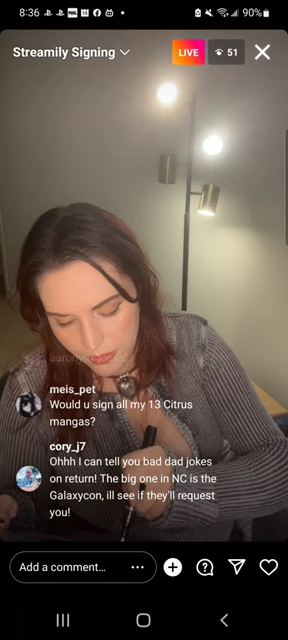 8:36
90%
Streamily Signing
LIVE
51
meis_pet
Would u sign all my 13 Citrus
mangas?
cory_j7
Ohhh I can tell you bad dad jokes
on return! The big one in NC is the
Galaxycon, ill see if they'll request
you!
Add a comment...